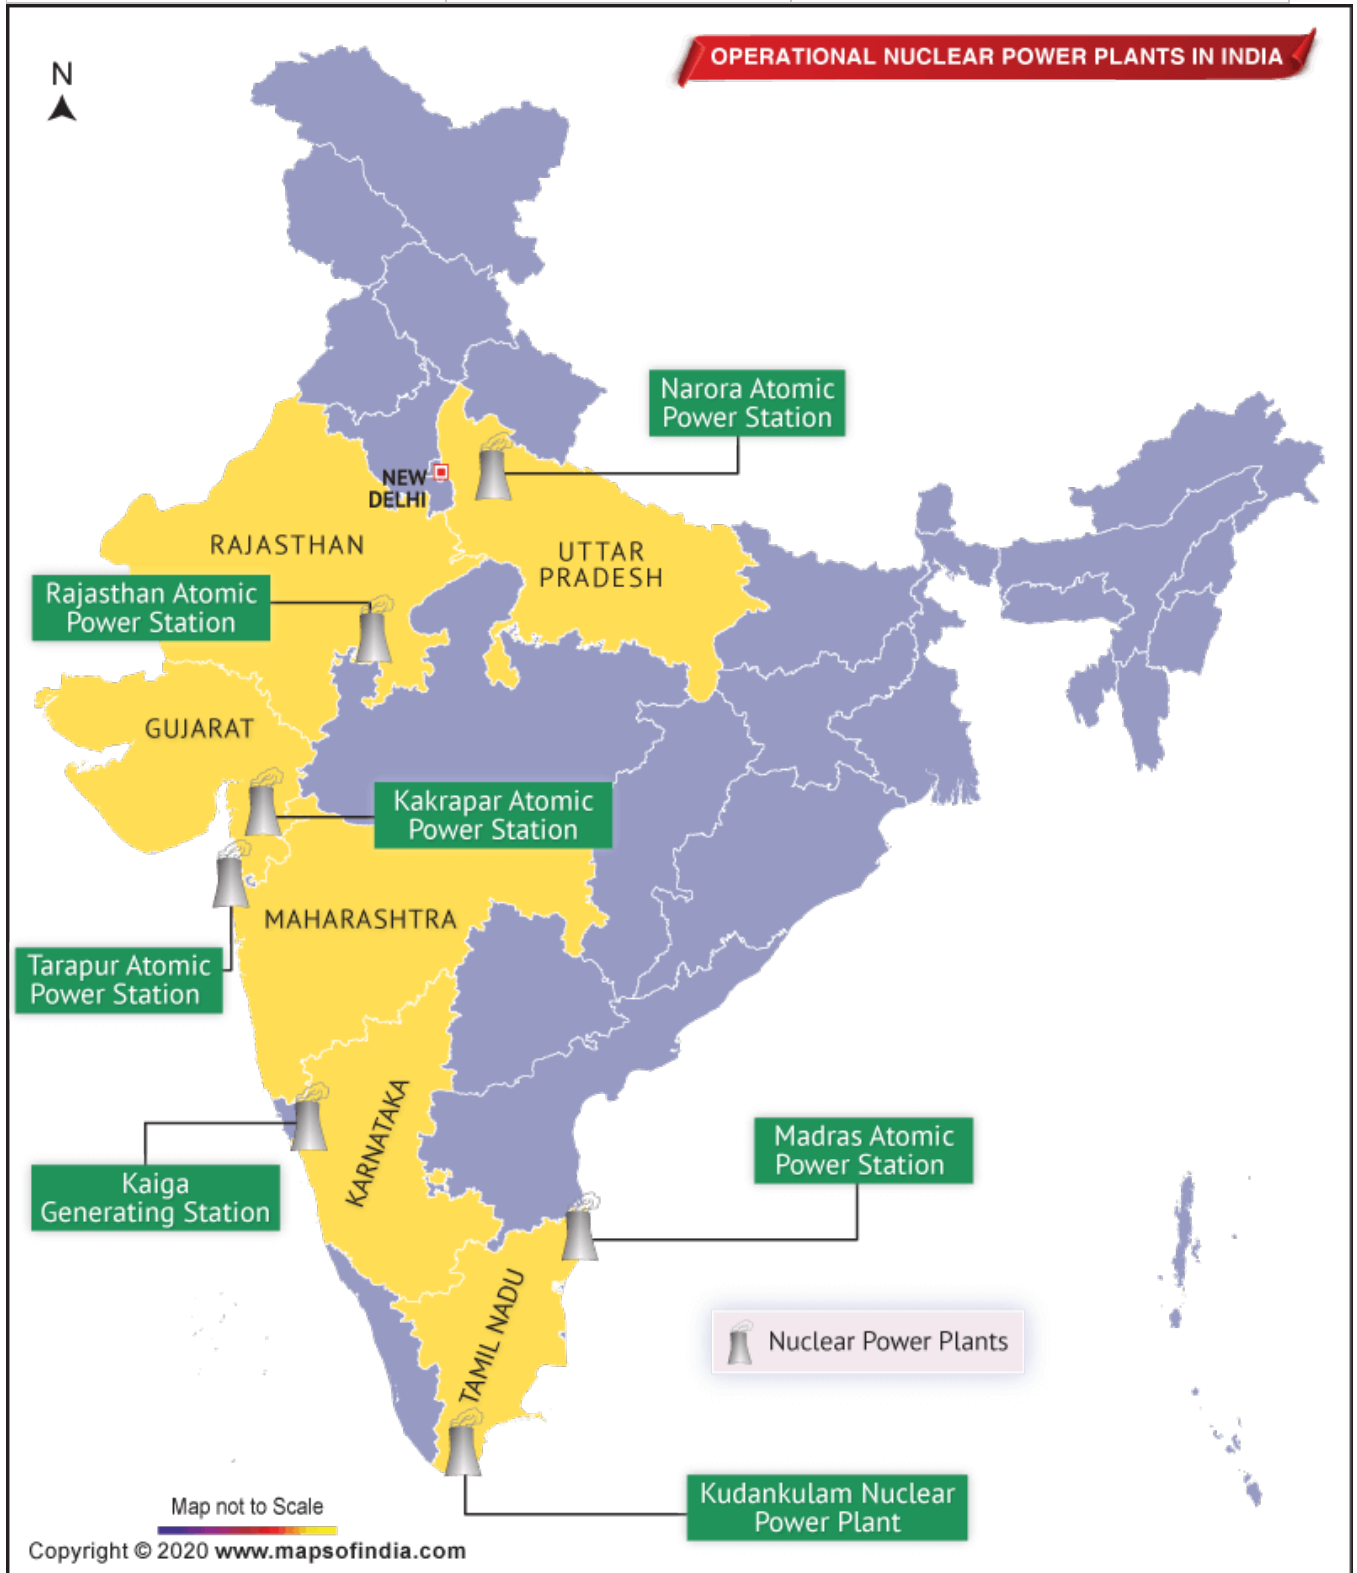 OPERATIONAL NUCLEAR POWER PLANTS IN INDIA
N
Narora Atomic
Power Station
NEW
DELHI
RAJASTHAN
UTTAR
PRADESH
Rajasthan Atomic
Power Station
GUJARAT
Kakrapar Atomic
Power Station
MAHARASHTRA
Tarapur Atomic
Power Station
KARNATAKA
Madras Atomic
Power Station
Kaiga
Generating Station
TAMIL NADU
Nuclear Power Plants
Kudankulam Nuclear
Power Plant
Map not to Scale
Copyright © 2020 www.mapsofindia.com